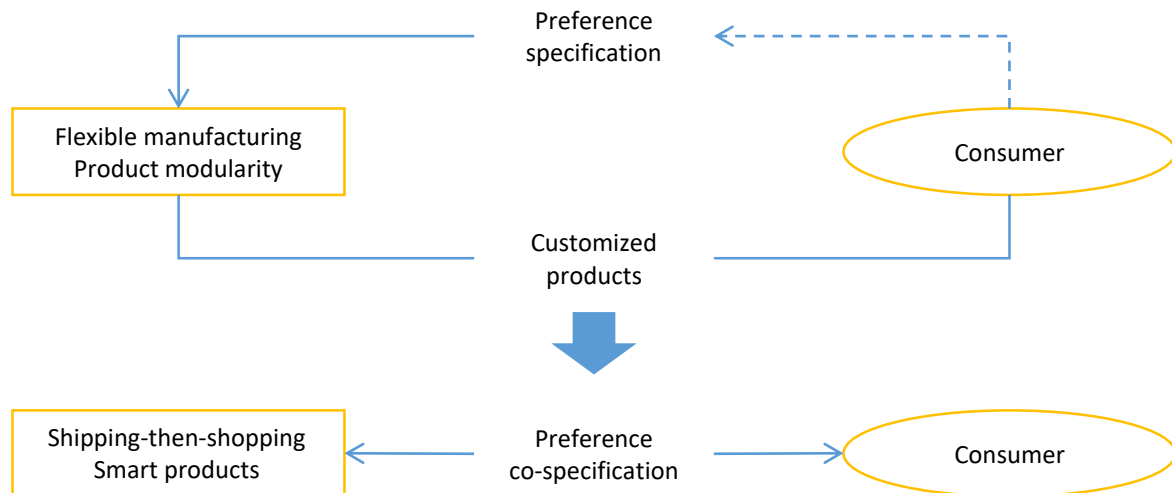 Preference
specification
Flexible manufacturing
Product modularity
Consumer
Customized
products
Shipping-then-shopping
Smart products
Preference
co-specification
Consumer